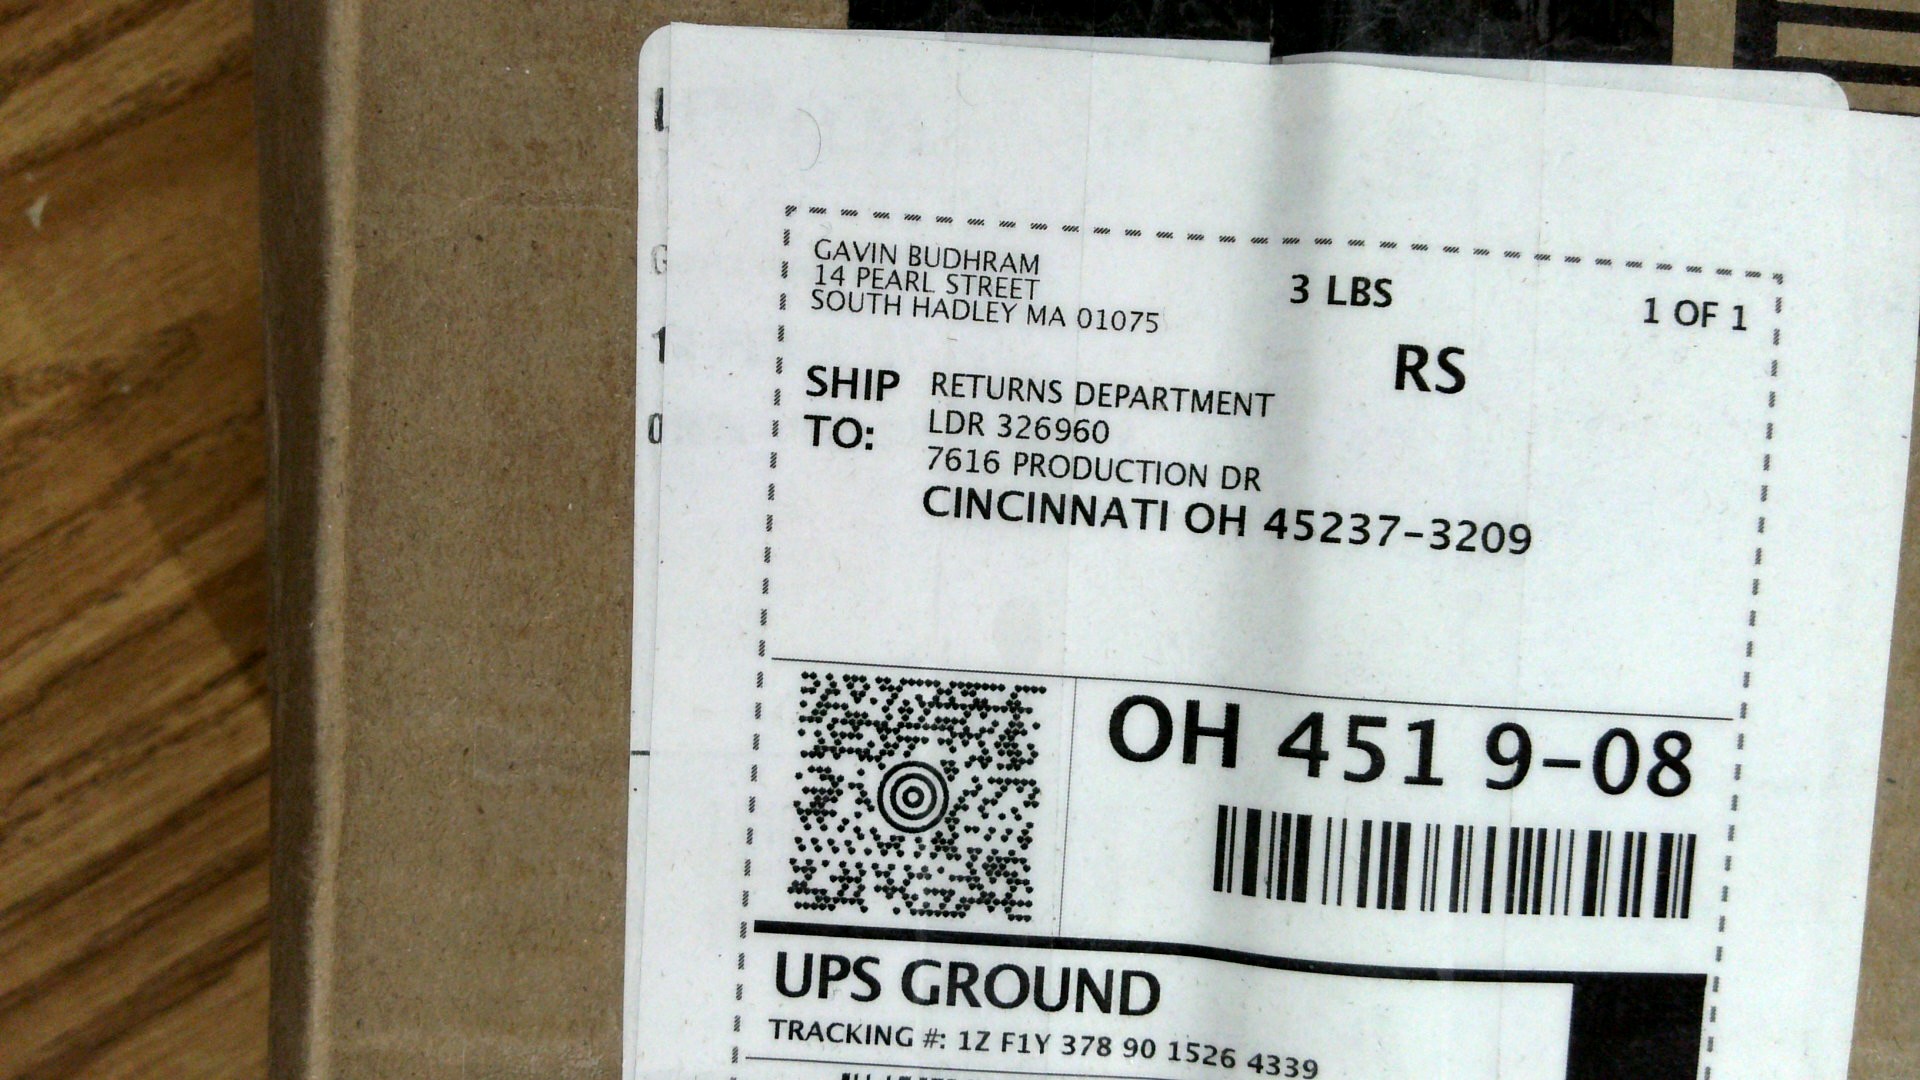 GAVIN BUDHRAM
14 PEARL STREET
SOUTH HADLEY MA 01075
3 LBS
1 OF 1
RS
SHIP TO:
RETURNS DEPARTMENT
LDR 326960
7616 PRODUCTION DR
CINCINNATI OH 45237-3209
OH 451 9-08
UPS GROUND
TRACKING #: 1Z F1Y 378 90 1526 4339